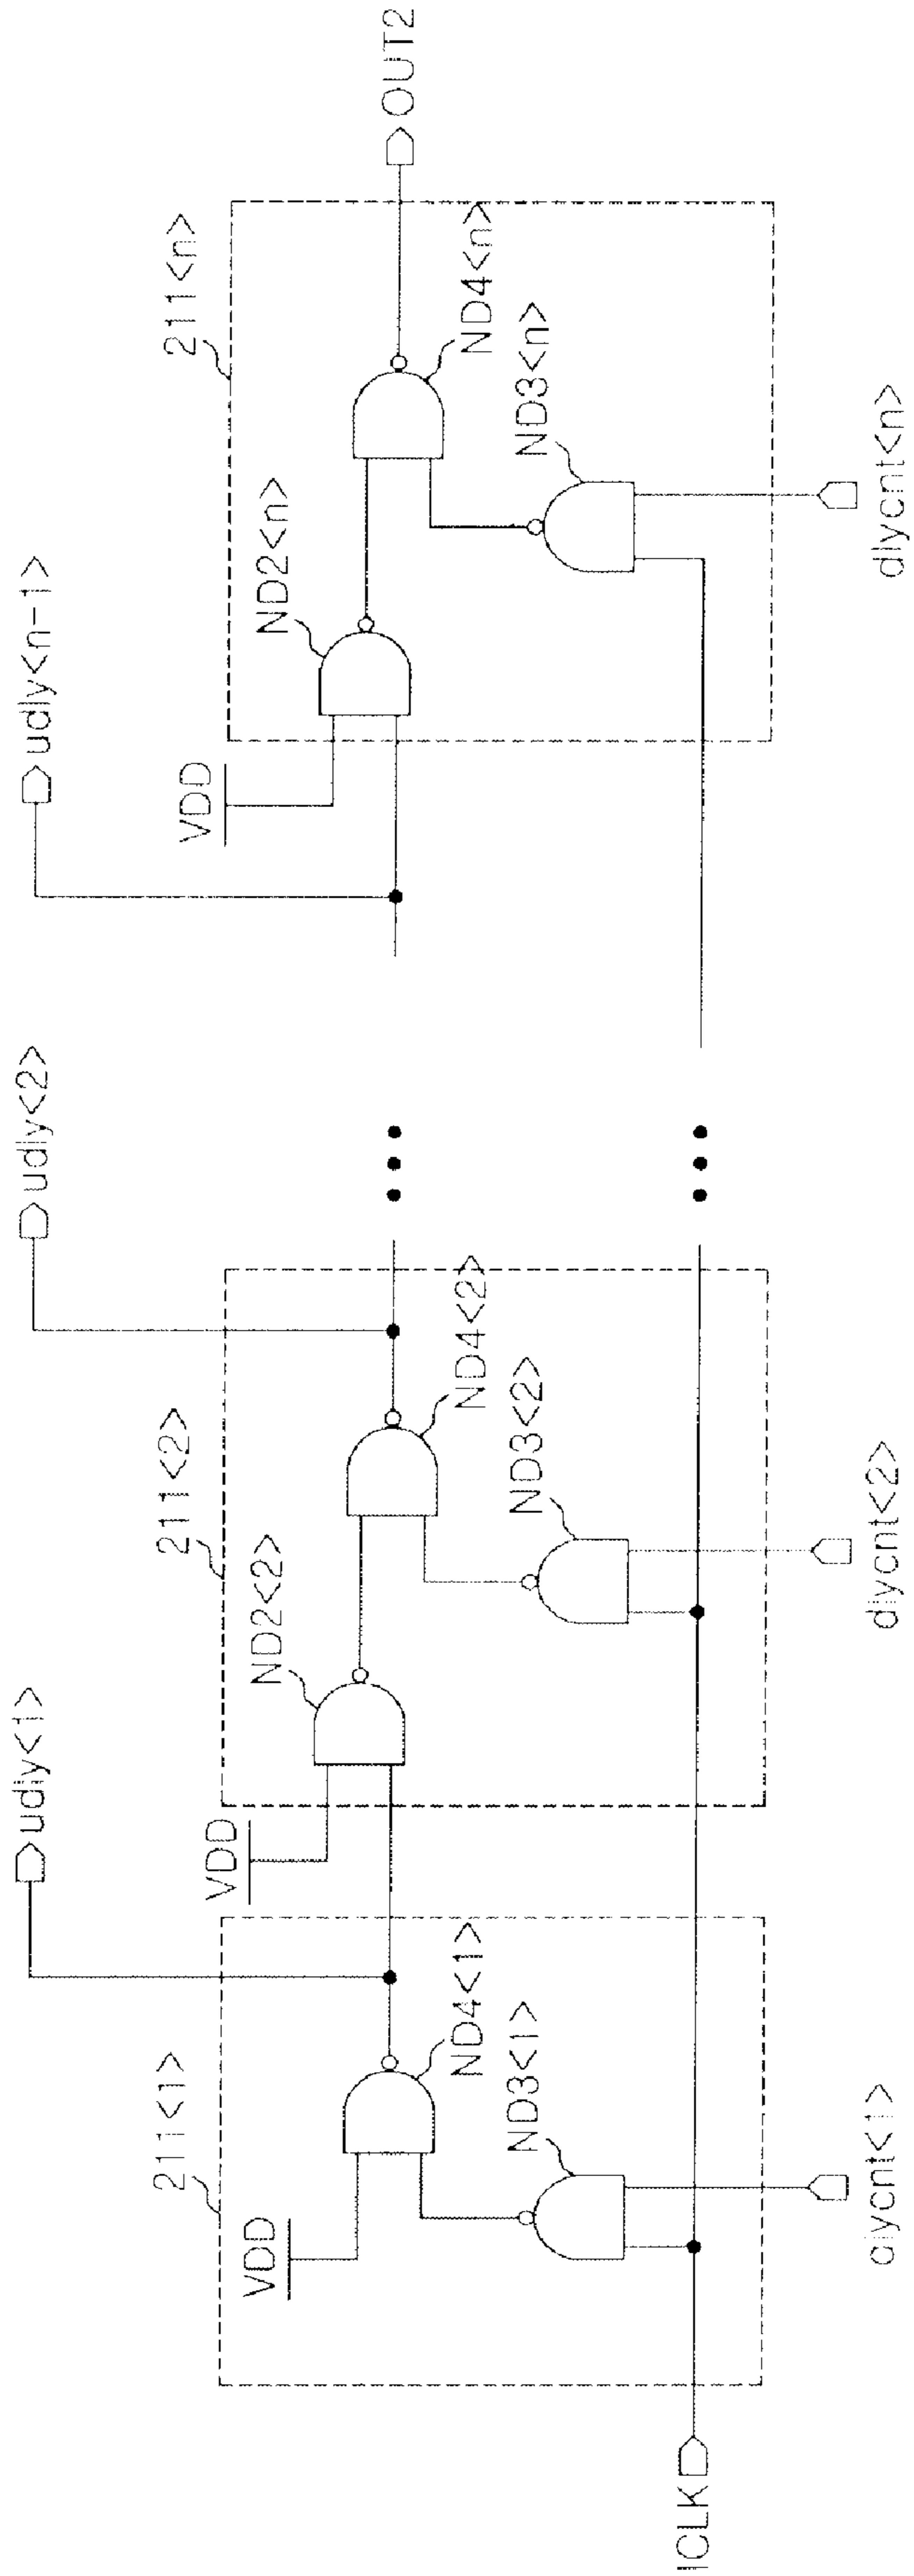 udly<1>
udly<2>
udly<n-1>
211<1>
211<2>
211<n>
VDD
ND4<1>
ND3<1>
VDD
ND2<2>
ND4<2>
ND3<2>
VDD
ND2<n>
ND4<n>
ND3<n>
OUT2
ICLK
dlycnt<1>
dlycnt<2>
dlycnt<n>